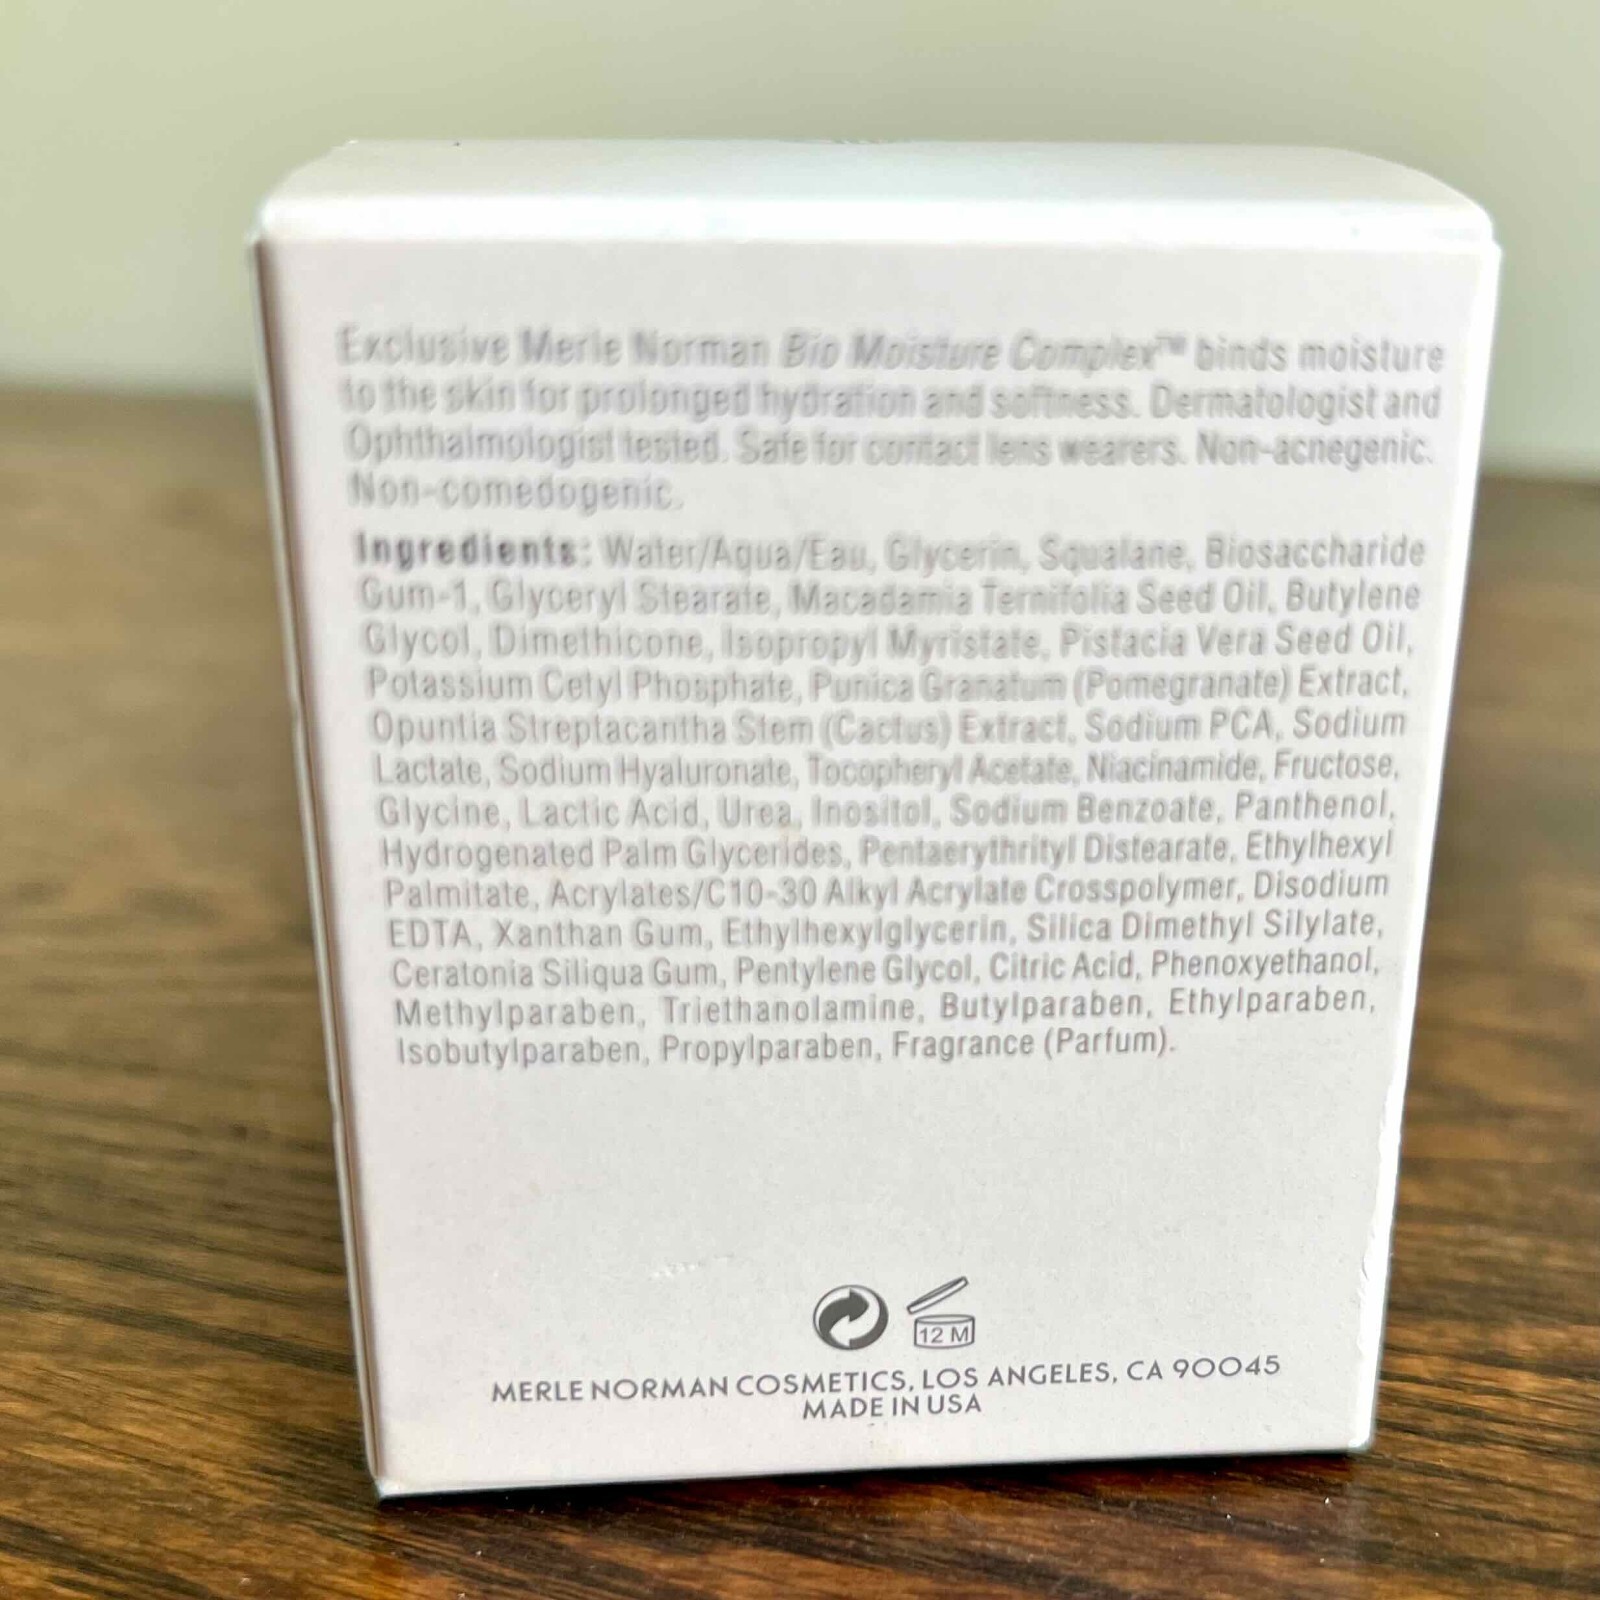 Exclusive Merle Norman Bio Moisture Complex™ binds moisture
to the skin for prolonged hydration and softness. Dermatologist and
Ophthalmologist tested. Safe for contact lens wearers. Non-acnegenic.
Non-comedogenic.
Ingredients: Water/Aqua/Eau, Glycerin, Squalane, Biosaccharide
Gum-1, Glyceryl Stearate, Macadamia Ternifolia Seed Oil, Butylene
Glycol, Dimethicone, Isopropyl Myristate, Pistacia Vera Seed Oil,
Potassium Cetyl Phosphate, Punica Granatum (Pomegranate) Extract,
Opuntia Streptacantha Stem (Cactus) Extract, Sodium PCA, Sodium
Lactate, Sodium Hyaluronate, Tocopheryl Acetate, Niacinamide, Fructose,
Glycine, Lactic Acid, Urea, Inositol, Sodium Benzoate, Panthenol,
Hydrogenated Palm Glycerides, Pentaerythrityl Distearate, Ethylhexyl
Palmitate, Acrylates/C10-30 Alkyl Acrylate Crosspolymer, Disodium
EDTA, Xanthan Gum, Ethylhexylglycerin, Silica Dimethyl Silylate,
Ceratonia Siliqua Gum, Pentylene Glycol, Citric Acid, Phenoxyethanol,
Methylparaben, Triethanolamine, Butylparaben, Ethylparaben,
Isobutylparaben, Propylparaben, Fragrance (Parfum).
12 M
MERLE NORMAN COSMETICS, LOS ANGELES, CA 90045
MADE IN USA